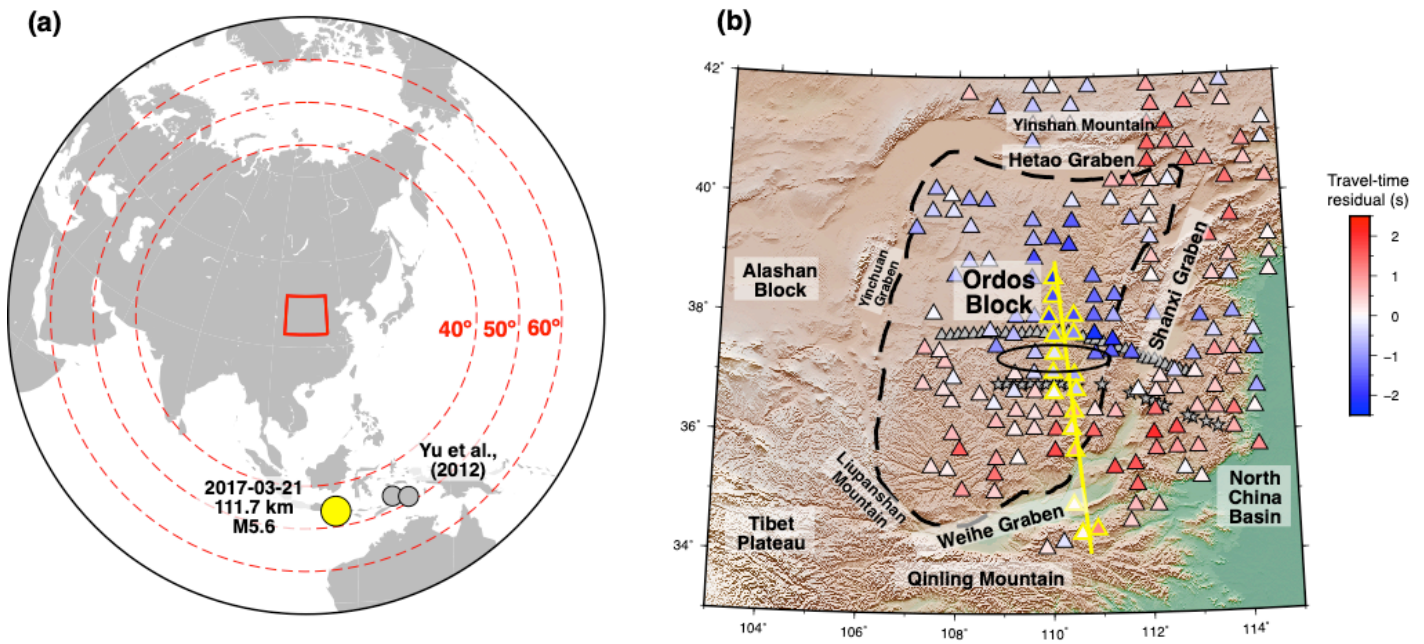 (a)
40° 50° 60°
Yu et al.,
(2012)
2017-03-21
111.7 km
M5.6
(b)
42°
40°
38°
36°
34°
104°
106°
108°
110°
112°
114°
Yinshan Mountain
Hetao Graben
Alashan
Block
Yinchuan
Graben
Ordos
Block
Shanxi Graben
Liupanshan
Mountain
Tibet
Plateau
Weihe Graben
Qinling Mountain
North
China
Basin
Travel-time
residual (s)
2
1
0
−1
−2